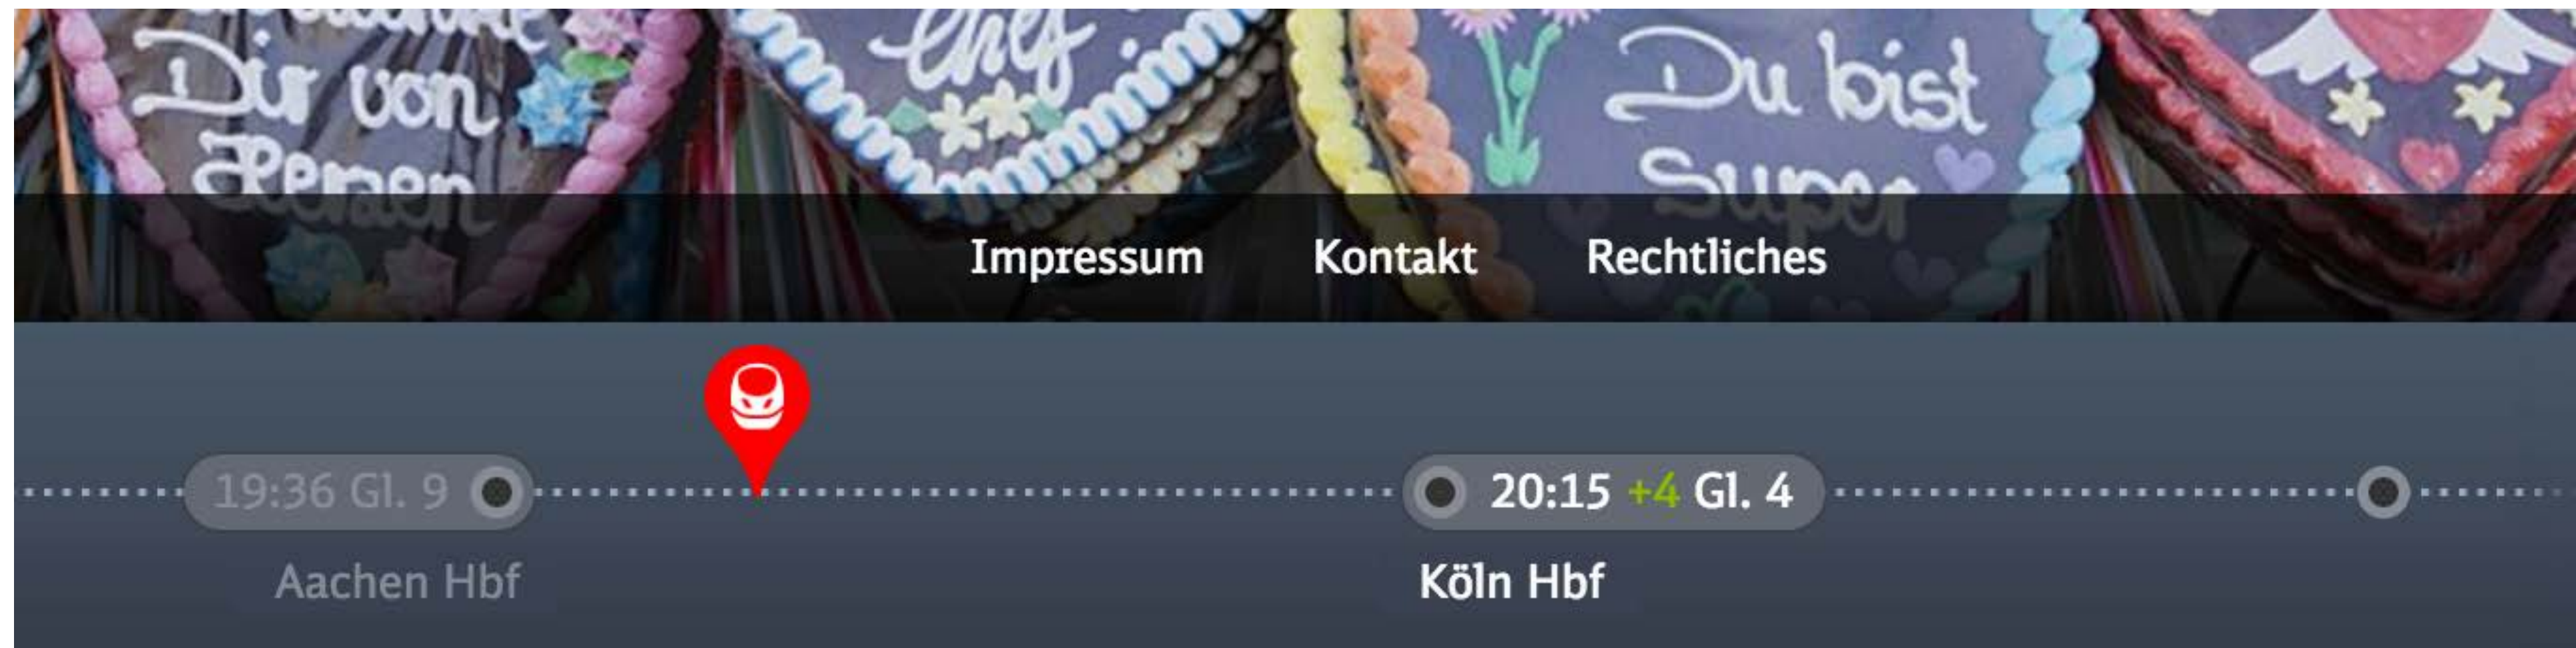 Dir von
Herzen
Chef
Du bist
Super
Impressum Kontakt Rechtliches
19:36 Gl. 9
20:15 +4 Gl. 4
Aachen Hbf
Köln Hbf